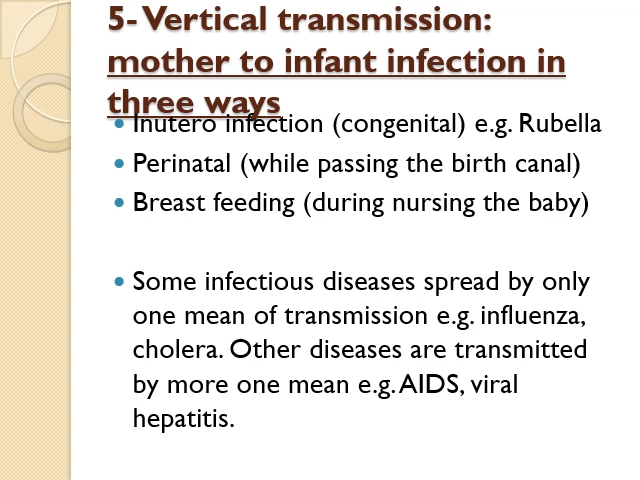 5- Vertical transmission:
mother to infant infection in
three ways
• Inutero infection (congenital) e.g. Rubella
• Perinatal (while passing the birth canal)
• Breast feeding (during nursing the baby)
• Some infectious diseases spread by only
one mean of transmission e.g. influenza,
cholera. Other diseases are transmitted
by more one mean e.g. AIDS, viral
hepatitis.